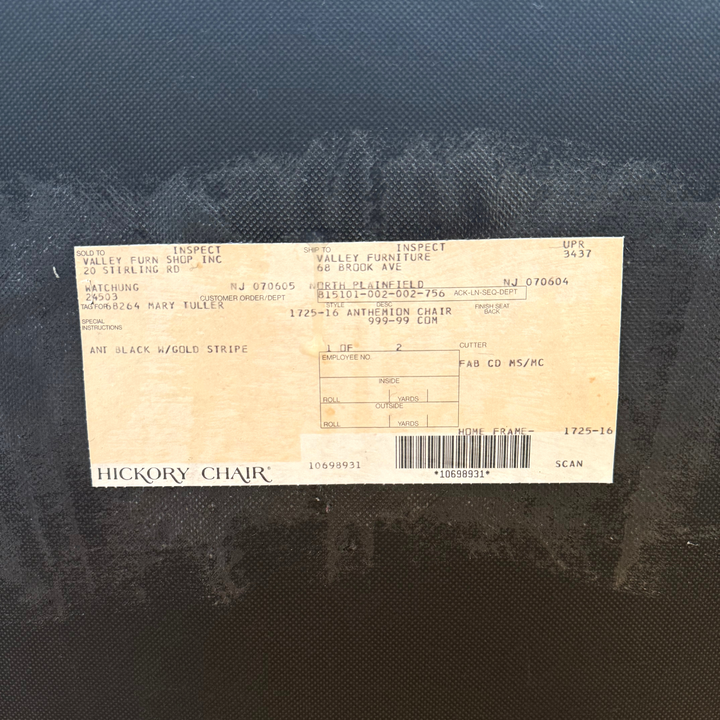 SOLD TO INSPECT SHIP TO INSPECT UPR
VALLEY FURN SHOP INC VALLEY FURNITURE 3437
20 STIRLING RD 68 BROOK AVE
WATCHUNG NJ 070605 NORTH PLAINFIELD NJ 070604
24503 CUSTOMER ORDER/DEPT 815101-002-002-756 ACK-LN-SEQ-DEPT
TAG FOR 68264 MARY TULLER STYLE DESC FINISH SEAT
BACK
1725-16 ANTHEMION CHAIR
SPECIAL INSTRUCTIONS 999-99 COM
ANT BLACK W/GOLD STRIPE 1 OF 2 CUTTER
EMPLOYEE NO. FAB CD MS/MC
INSIDE
ROLL YARDS
OUTSIDE
ROLL YARDS
HOME FRAME- 1725-16
HICKORY CHAIR® 10698931 *10698931* SCAN